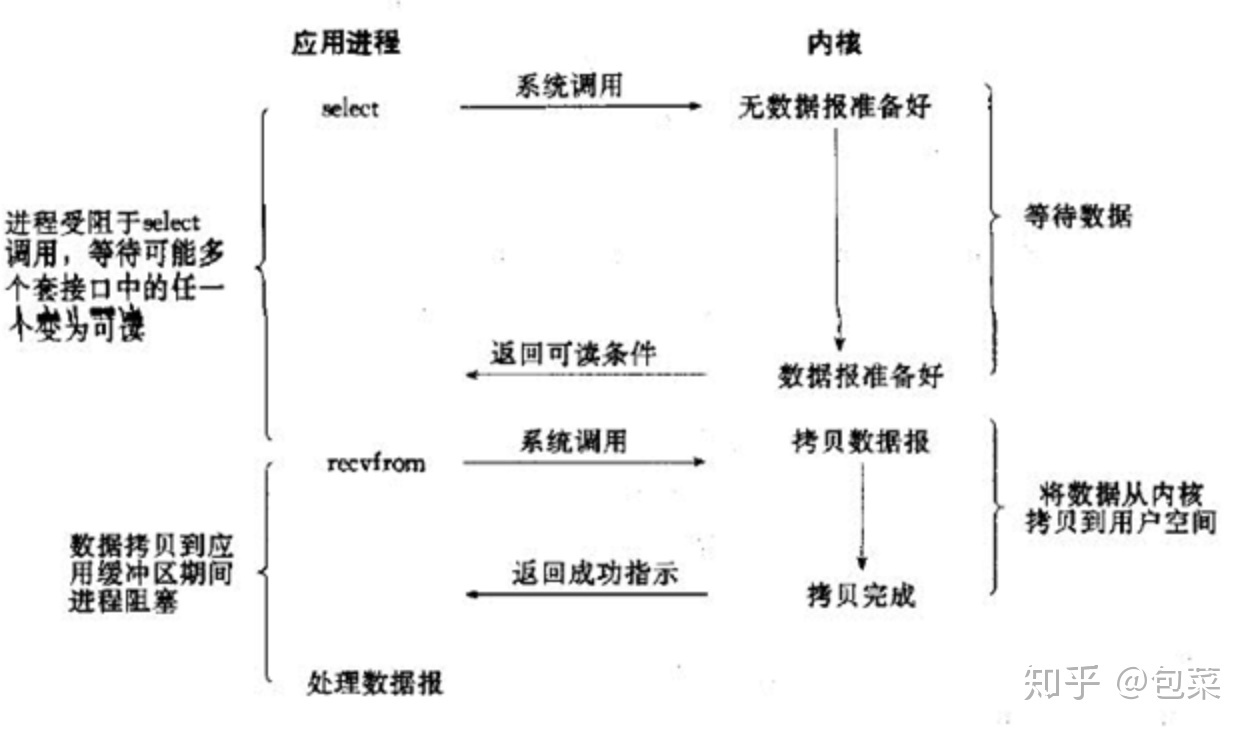 应用进程
内核
select
系统调用
无数据报准备好
进程受阻于select
调用，等待可能多
个套接口中的任一
个变为可读
等待数据
返回可读条件
数据报准备好
recvfrom
系统调用
拷贝数据报
将数据从内核
拷贝到用户空间
数据拷贝到应
用缓冲区期间
进程阻塞
返回成功指示
拷贝完成
处理数据报
知乎 @包菜